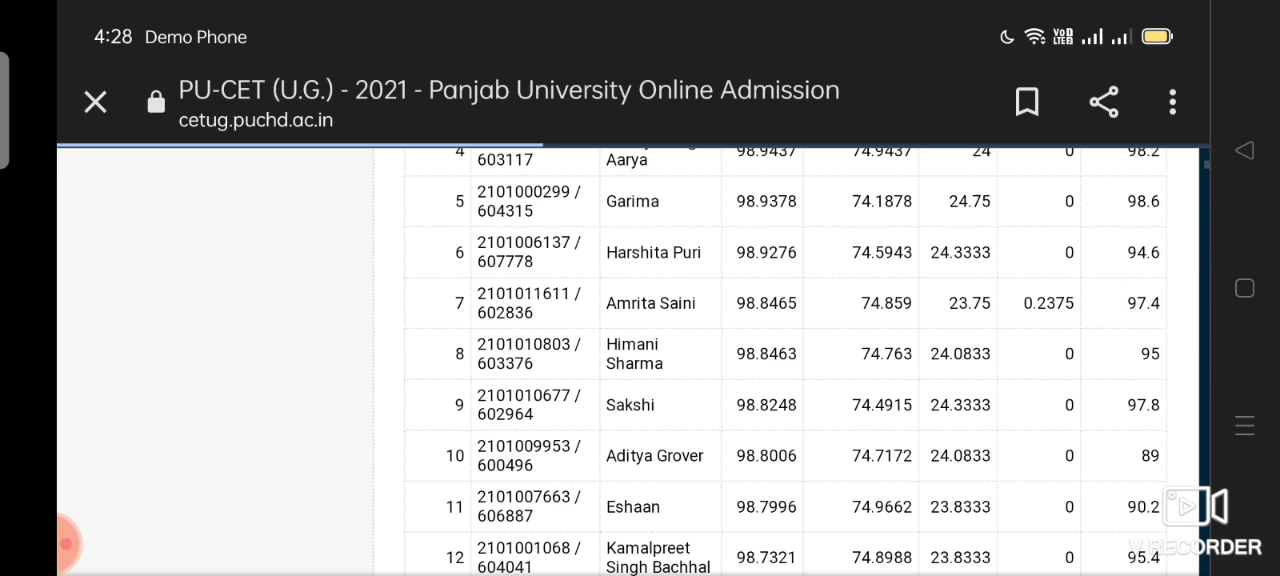 4:28 Demo Phone
VoD LTE2
PU-CET (U.G.) - 2021 - Panjab University Online Admission
cetug.puchd.ac.in
4 603117 Aarya 98.9437 74.9437 24 0 98.2
5 2101000299 / 604315 Garima 98.9378 74.1878 24.75 0 98.6
6 2101006137 / 607778 Harshita Puri 98.9276 74.5943 24.3333 0 94.6
7 2101011611 / 602836 Amrita Saini 98.8465 74.859 23.75 0.2375 97.4
8 2101010803 / 603376 Himani Sharma 98.8463 74.763 24.0833 0 95
9 2101010677 / 602964 Sakshi 98.8248 74.4915 24.3333 0 97.8
10 2101009953 / 600496 Aditya Grover 98.8006 74.7172 24.0833 0 89
11 2101007663 / 606887 Eshaan 98.7996 74.9662 23.8333 0 90.2
12 2101001068 / 604041 Kamalpreet Singh Bachhal 98.7321 74.8988 23.8333 0 95.4
V RECORDER